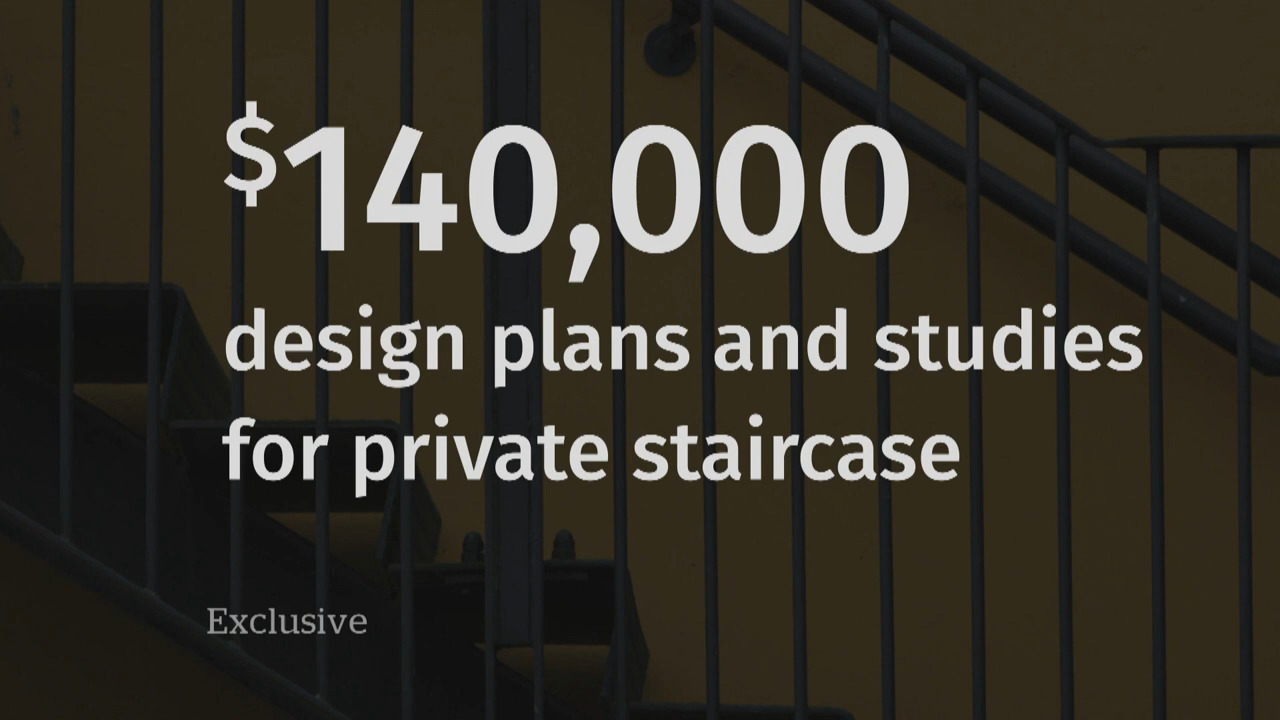 $140,000
design plans and studies
for private staircase
Exclusive